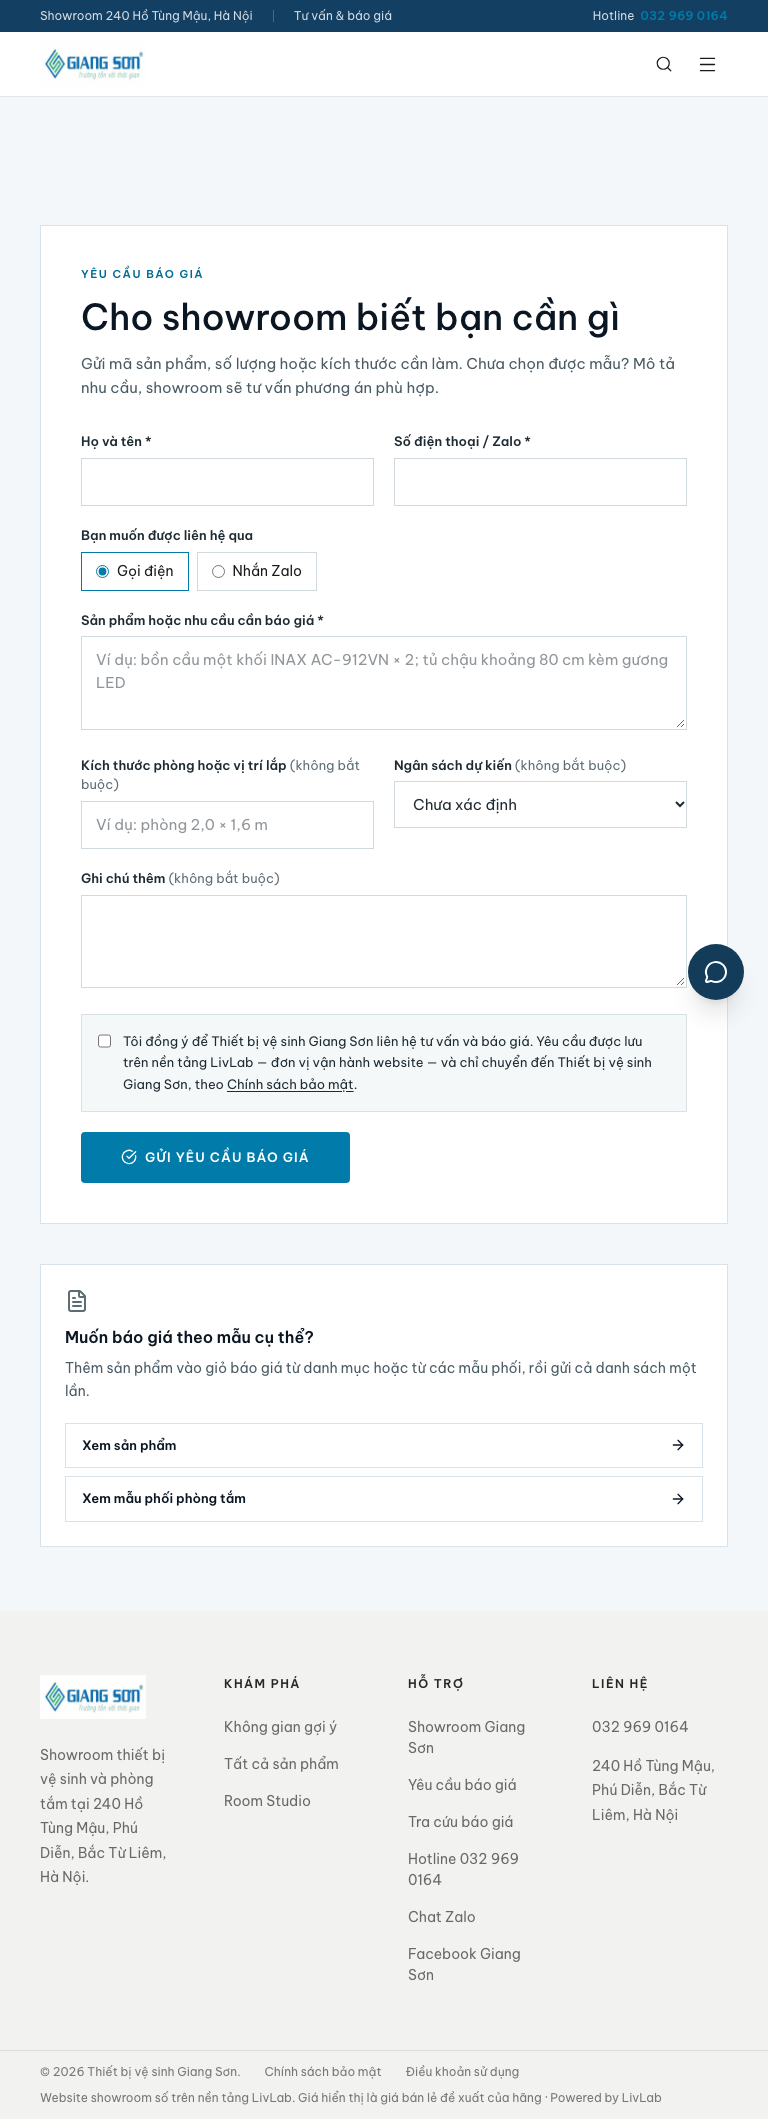 Showroom 240 Hồ Tùng Mậu, Hà Nội
Tư vấn & báo giá
Hotline 032 969 0164
GIANG SƠN
Trường tồn với thời gian
YÊU CẦU BÁO GIÁ
Cho showroom biết bạn cần gì
Gửi mã sản phẩm, số lượng hoặc kích thước cần làm. Chưa chọn được mẫu? Mô tả
nhu cầu, showroom sẽ tư vấn phương án phù hợp.
Họ và tên *
Số điện thoại / Zalo *
Bạn muốn được liên hệ qua
Gọi điện
Nhắn Zalo
Sản phẩm hoặc nhu cầu cần báo giá *
Ví dụ: bồn cầu một khối INAX AC-912VN × 2; tủ chậu khoảng 80 cm kèm gương
LED
Kích thước phòng hoặc vị trí lắp (không bắt
buộc)
Ví dụ: phòng 2,0 × 1,6 m
Ngân sách dự kiến (không bắt buộc)
Chưa xác định
Ghi chú thêm (không bắt buộc)
Tôi đồng ý để Thiết bị vệ sinh Giang Sơn liên hệ tư vấn và báo giá. Yêu cầu được lưu
trên nền tảng LivLab — đơn vị vận hành website — và chỉ chuyển đến Thiết bị vệ sinh
Giang Sơn, theo Chính sách bảo mật.
GỬI YÊU CẦU BÁO GIÁ
Muốn báo giá theo mẫu cụ thể?
Thêm sản phẩm vào giỏ báo giá từ danh mục hoặc từ các mẫu phối, rồi gửi cả danh sách một
lần.
Xem sản phẩm
Xem mẫu phối phòng tắm
GIANG SƠN
Trường tồn với thời gian
Showroom thiết bị
vệ sinh và phòng
tắm tại 240 Hồ
Tùng Mậu, Phú
Diễn, Bắc Từ Liêm,
Hà Nội.
KHÁM PHÁ
Không gian gợi ý
Tất cả sản phẩm
Room Studio
HỖ TRỢ
Showroom Giang
Sơn
Yêu cầu báo giá
Tra cứu báo giá
Hotline 032 969
0164
Chat Zalo
Facebook Giang
Sơn
LIÊN HỆ
032 969 0164
240 Hồ Tùng Mậu,
Phú Diễn, Bắc Từ
Liêm, Hà Nội
© 2026 Thiết bị vệ sinh Giang Sơn.
Chính sách bảo mật
Điều khoản sử dụng
Website showroom số trên nền tảng LivLab. Giá hiển thị là giá bán lẻ đề xuất của hãng · Powered by LivLab